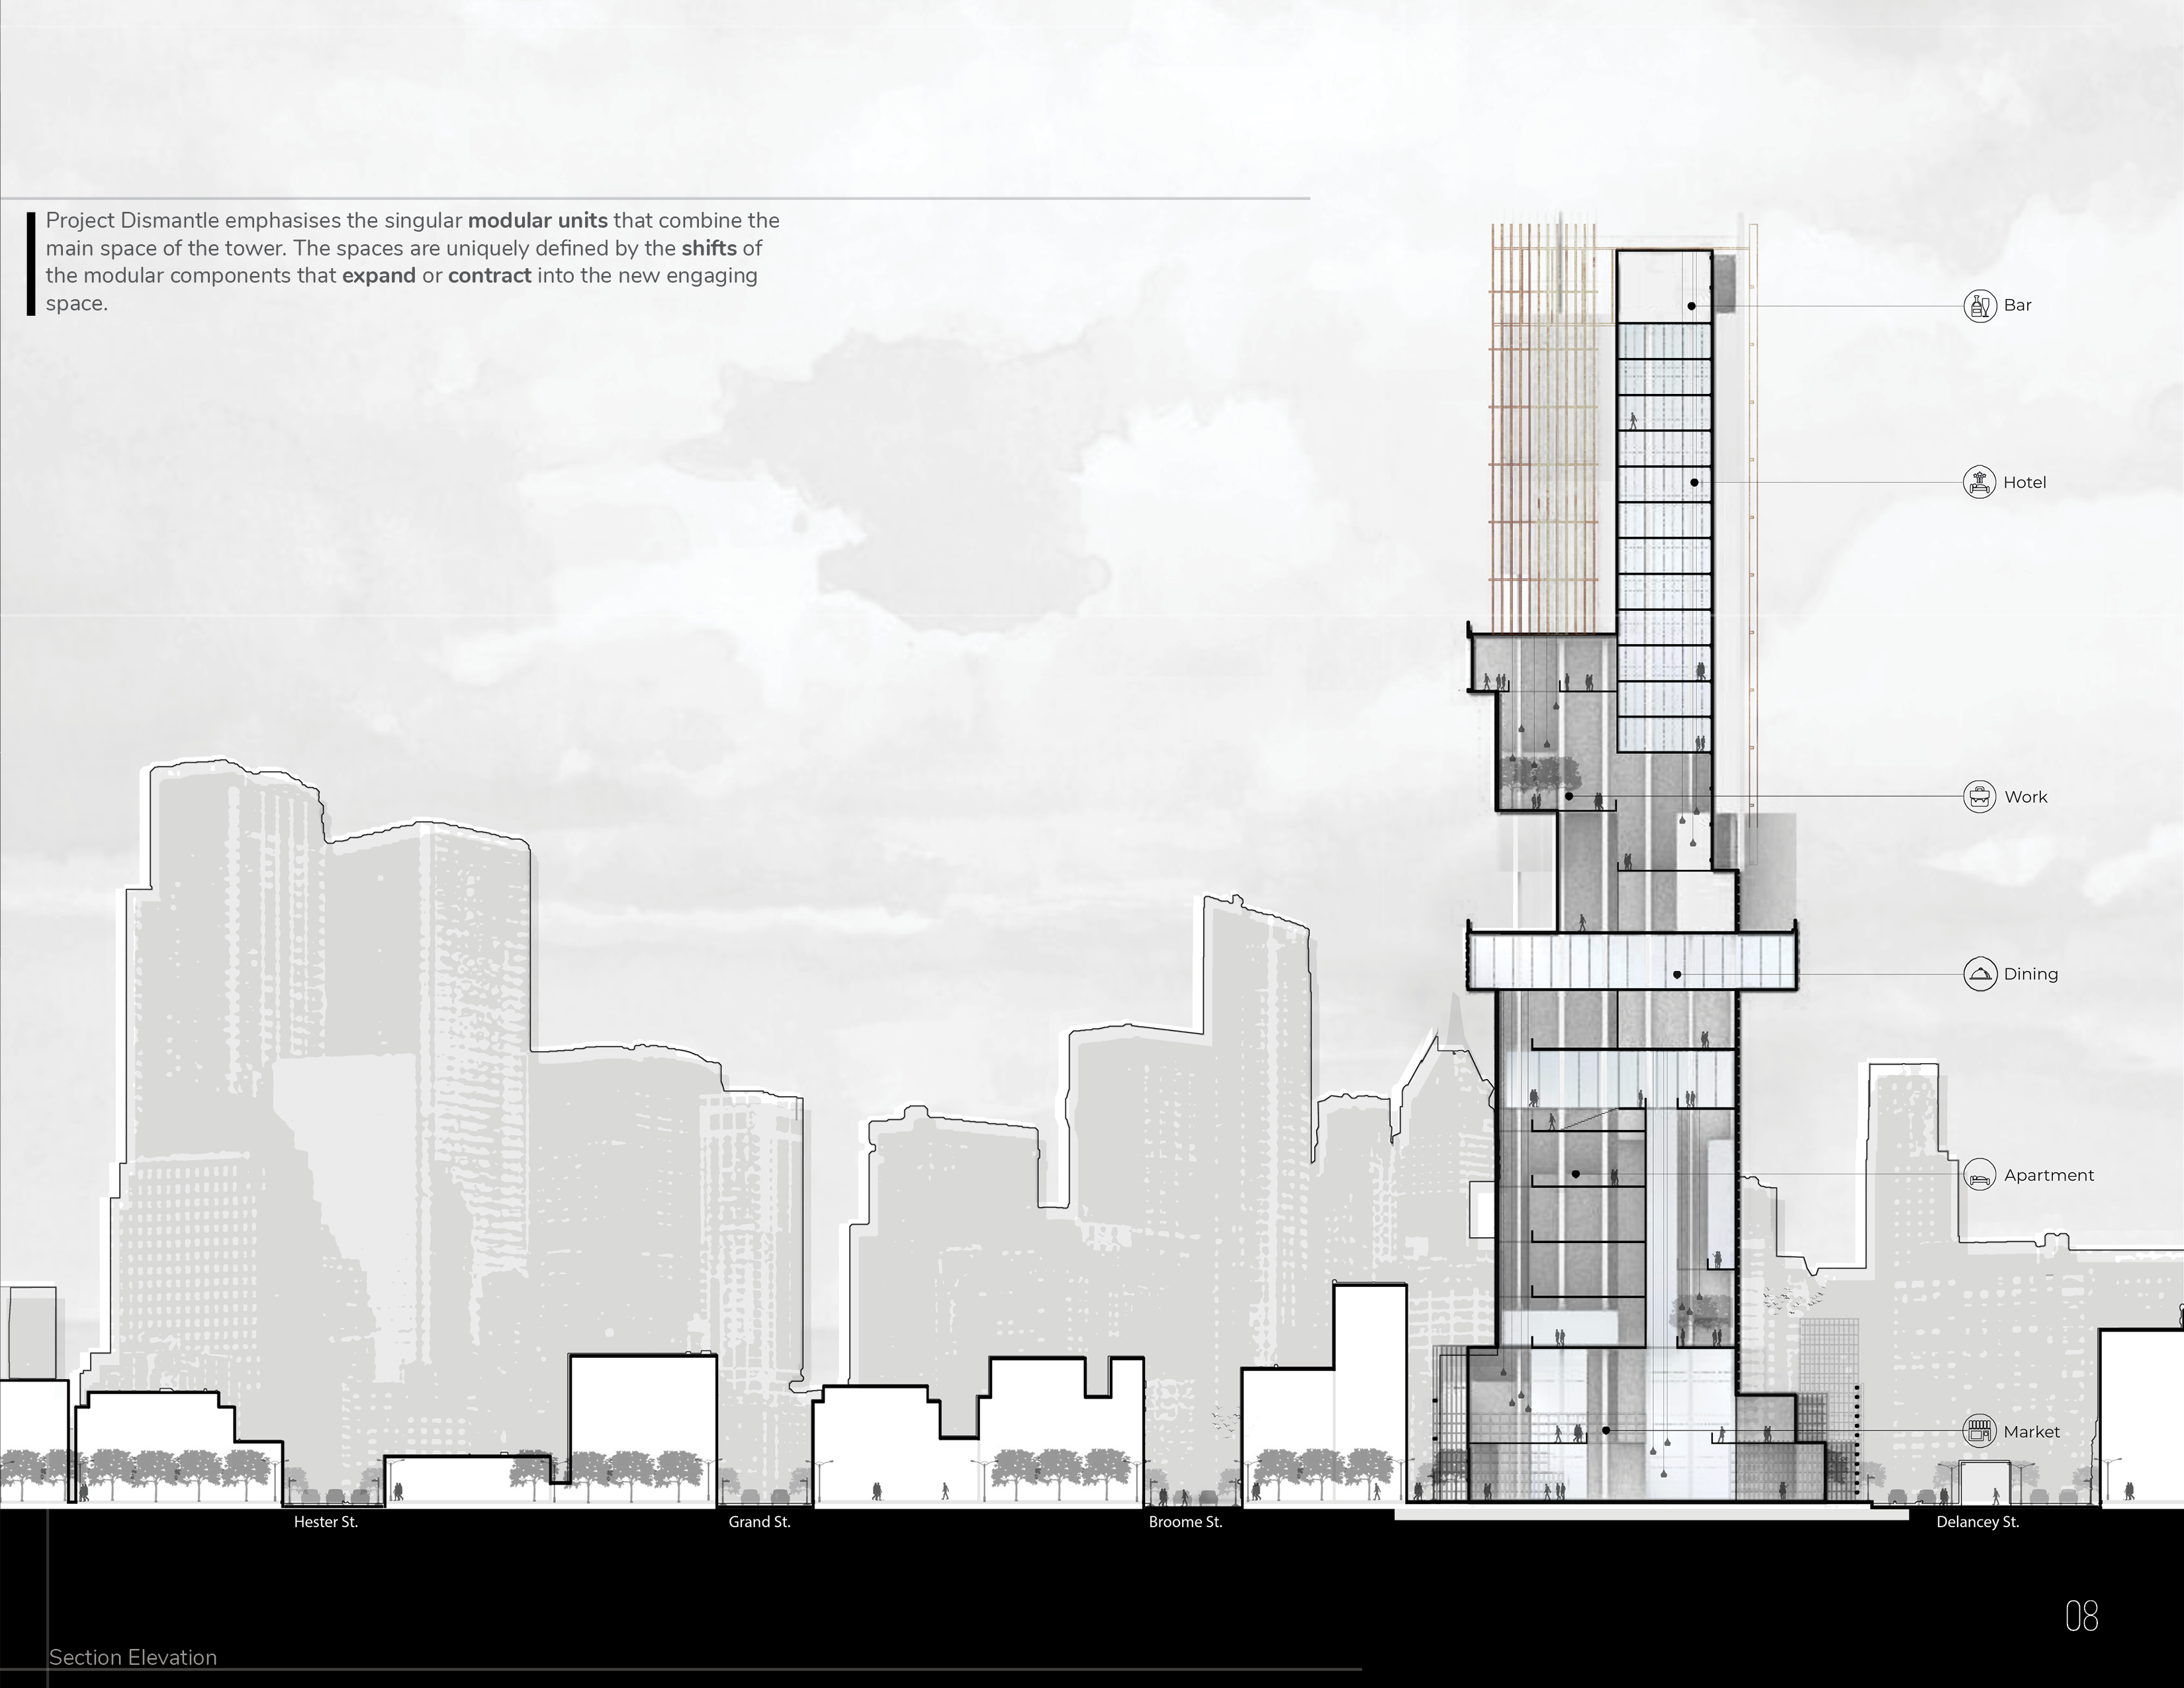 Project Dismantle emphasises the singular modular units that combine the
main space of the tower. The spaces are uniquely defined by the shifts of
the modular components that expand or contract into the new engaging
space.
Bar
Hotel
Work
Dining
Apartment
Market
Hester St.
Grand St.
Broome St.
Delancey St.
08
Section Elevation